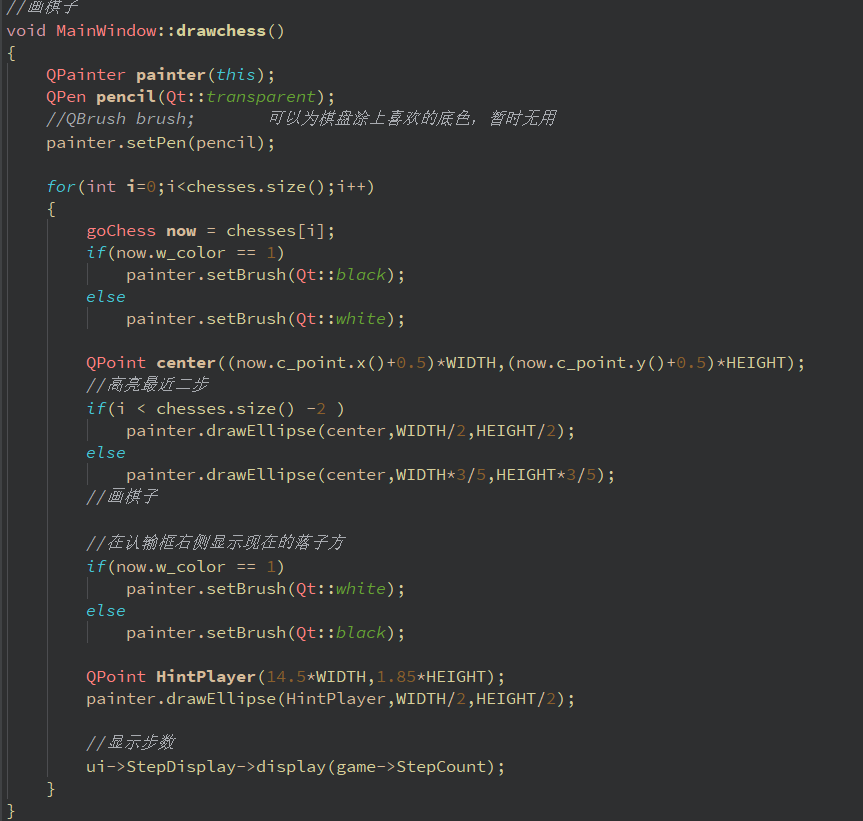 //画棋子
void MainWindow::drawchess()
{
    QPainter painter(this);
    QPen pencil(Qt::transparent);
    //QBrush brush;       可以为棋盘涂上喜欢的底色，暂时无用
    painter.setPen(pencil);
    for(int i=0;i<chesses.size();i++)
    {
        goChess now = chesses[i];
        if(now.w_color == 1)
            painter.setBrush(Qt::black);
        else
            painter.setBrush(Qt::white);
        QPoint center((now.c_point.x()+0.5)*WIDTH,(now.c_point.y()+0.5)*HEIGHT);
        //高亮最近二步
        if(i < chesses.size() -2 )
            painter.drawEllipse(center,WIDTH/2,HEIGHT/2);
        else
            painter.drawEllipse(center,WIDTH*3/5,HEIGHT*3/5);
        //画棋子
        //在认输框右侧显示现在的落子方
        if(now.w_color == 1)
            painter.setBrush(Qt::white);
        else
            painter.setBrush(Qt::black);
        QPoint HintPlayer(14.5*WIDTH,1.85*HEIGHT);
        painter.drawEllipse(HintPlayer,WIDTH/2,HEIGHT/2);
        //显示步数
        ui->StepDisplay->display(game->StepCount);
    }
}